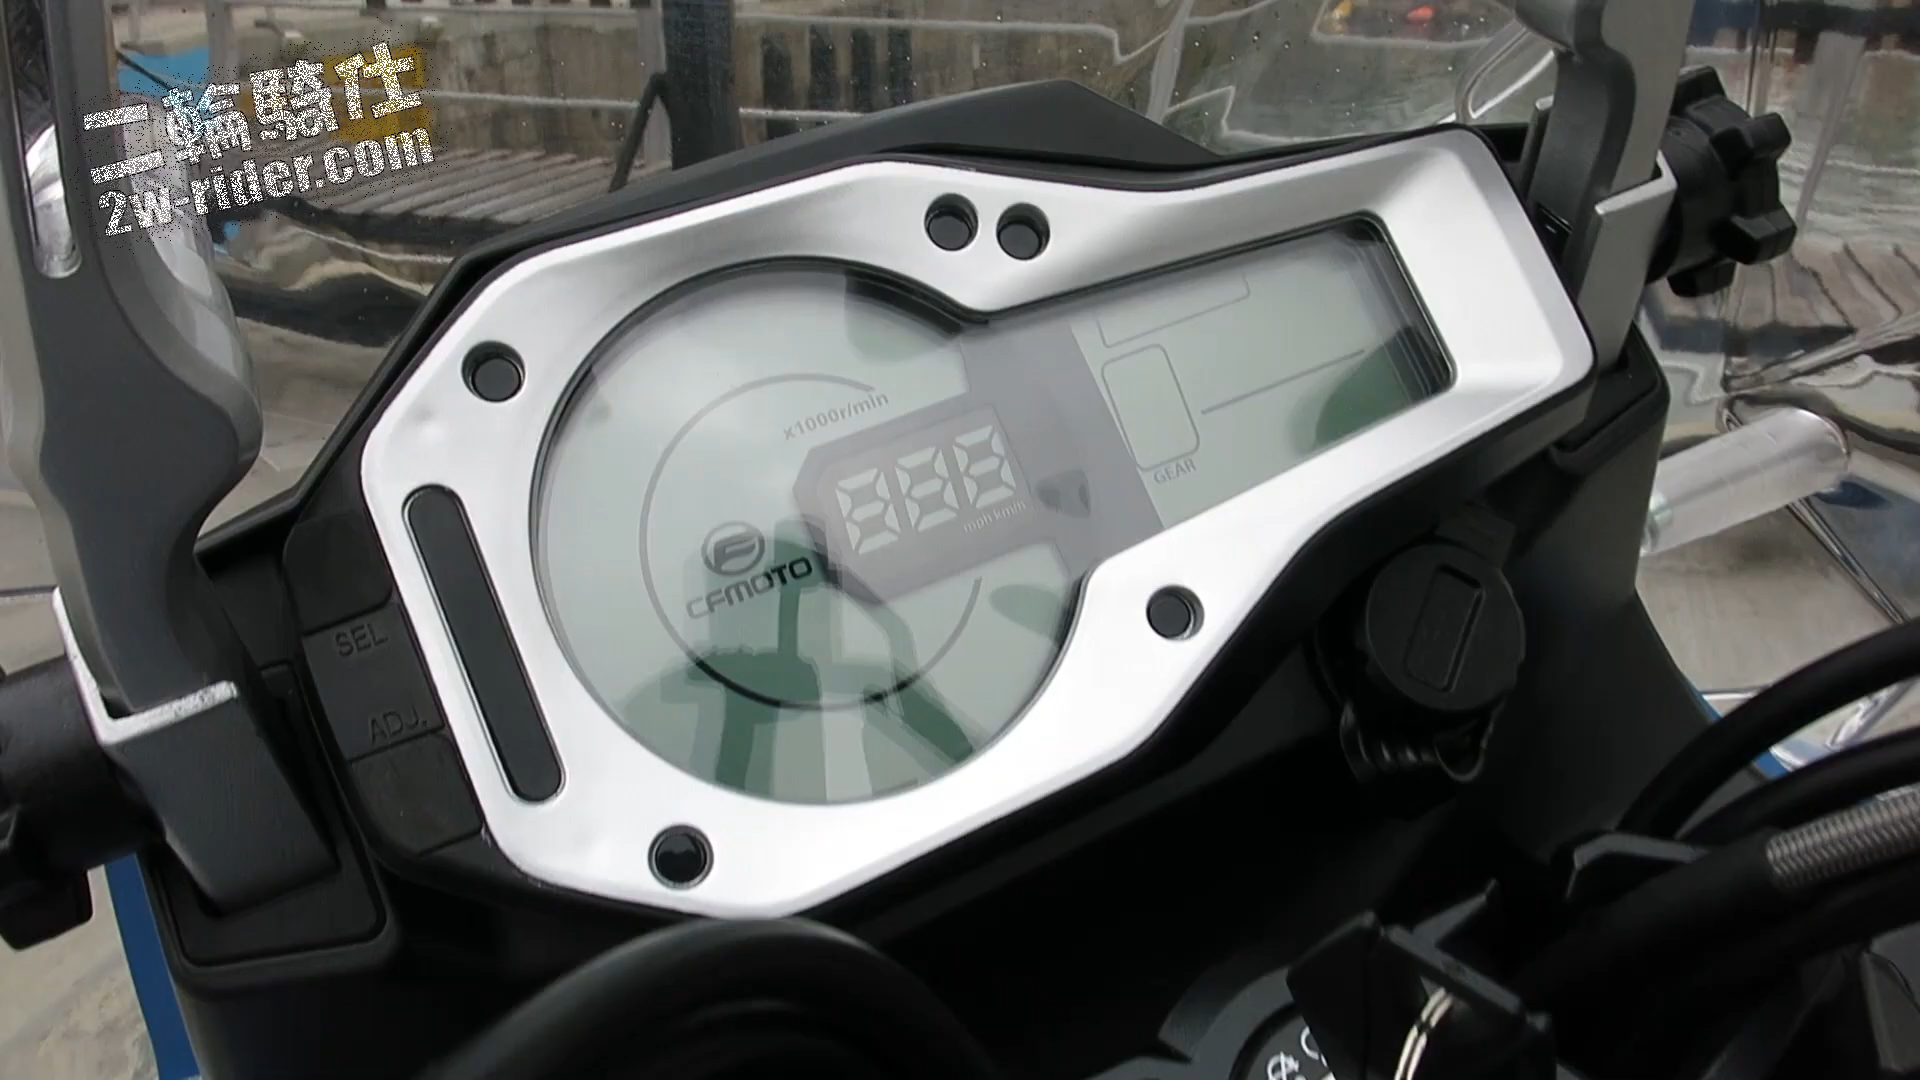 二輪騎仕
2w-rider.com
x1000r/min
888
mph km/h
GEAR
CFMOTO
SEL
ADJ.